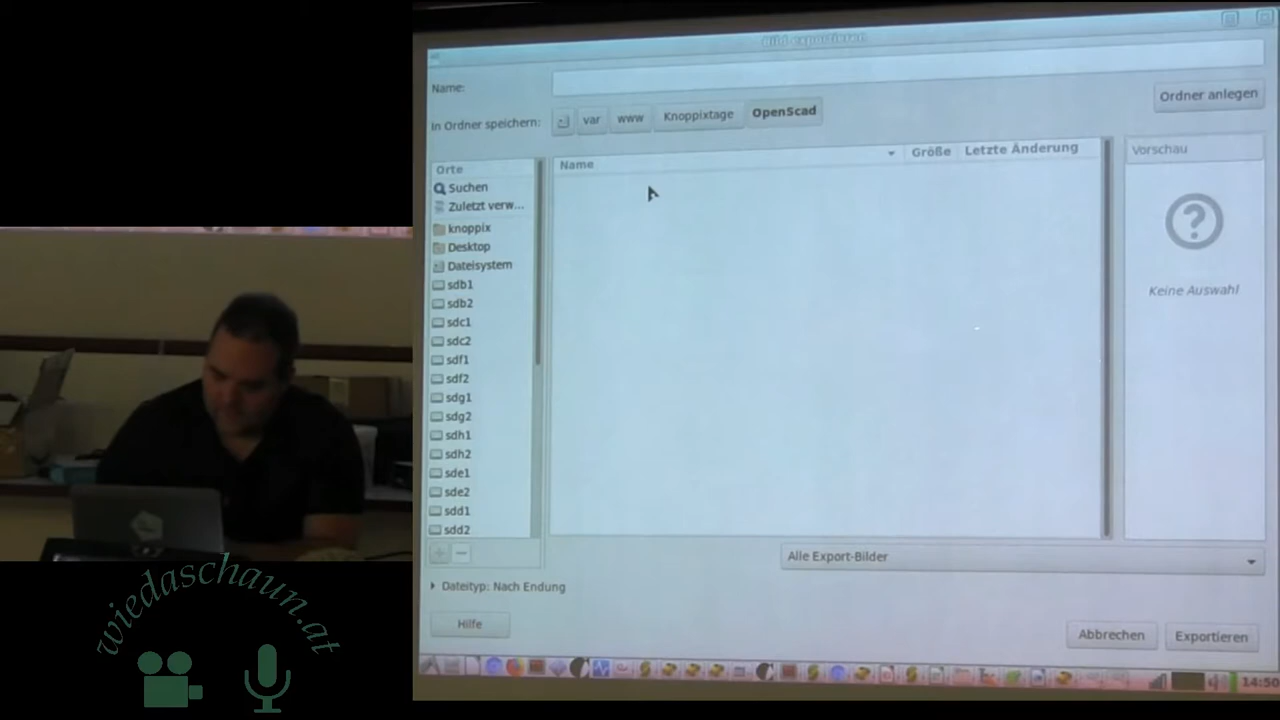 Bild exportieren
Name:
Ordner anlegen
In Ordner speichern:
var
www
Knoppixtage
OpenScad
Orte
Name
Größe
Letzte Änderung
Vorschau
Suchen
Zuletzt verw...
knoppix
Desktop
Dateisystem
sdb1
sdb2
sdc1
sdc2
sdf1
sdf2
sdg1
sdg2
sdh1
sdh2
sde1
sde2
sdd1
sdd2
Keine Auswahl
Alle Export-Bilder
Dateityp: Nach Endung
Hilfe
Abbrechen
Exportieren
14:50
wiedaschaun.at